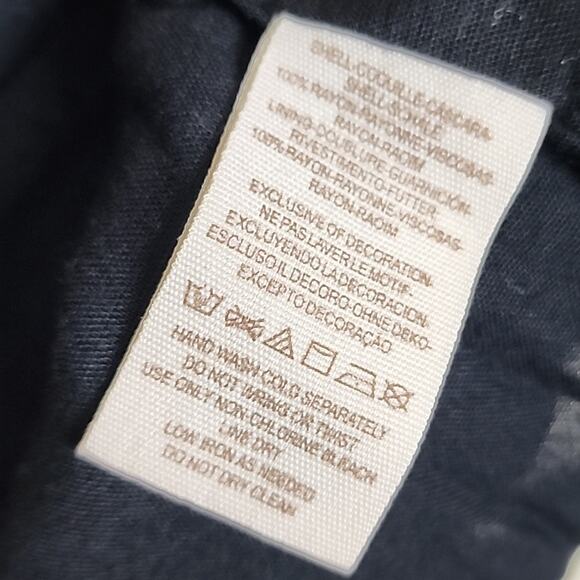 SHELL-COQUILLE-CASCARA-
SHELL-SCHALE
100% RAYON-RAYONNE-VISCOSAS-
RAYON-RACIM
LINING-DOUBLURE-GUARNICIÓN-
RIVESTIMENTO-FUTTER-
100% RAYON-RAYONNE-VISCOSAS-
RAYON-RACIM
EXCLUSIVE OF DECORATION-
NE PAS LAVER LE MOTIF-
EXCLUYENDO LA DECORACION-
ESCLUSO IL DECORO-OHNE DEKO-
EXCEPTO DECORAÇÃO
HAND WASH COLD SEPARATELY
DO NOT WRING OR TWIST
USE ONLY NON-CHLORINE BLEACH
LINE DRY
LOW IRON AS NEEDED
DO NOT DRY CLEAN